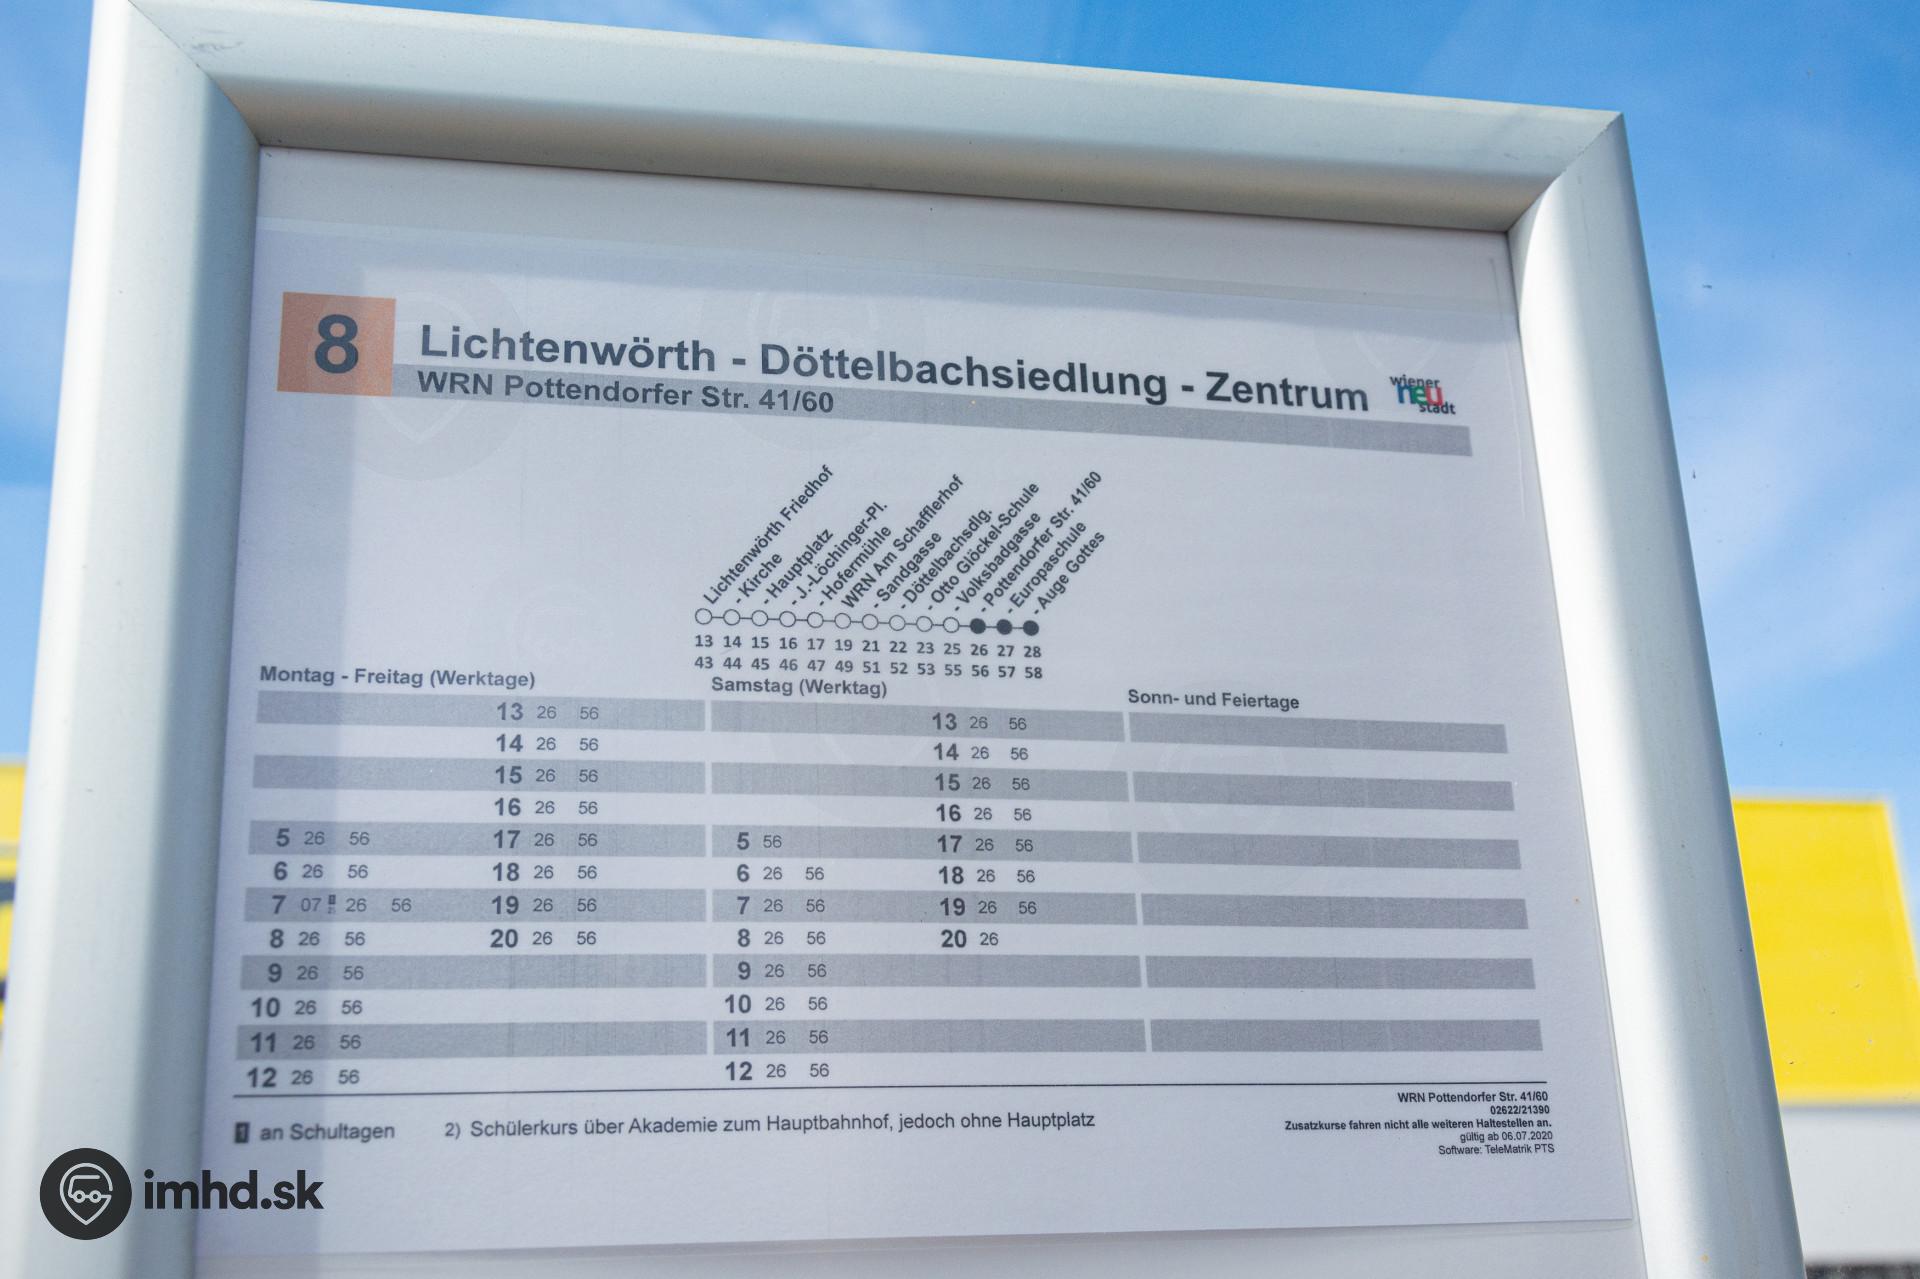 8
Lichtenwörth - Döttelbachsiedlung - Zentrum
WRN Pottendorfer Str. 41/60
wiener
neu
stadt
Lichtenwörth Friedhof
- Kirche
- Hauptplatz
- J.-Löchinger-Pl.
- Hofermühle
WRN Am Schafflerhof
- Sandgasse
- Döttelbachsdlg.
- Otto Glöckel-Schule
- Volksbadgasse
- Pottendorfer Str. 41/60
- Europaschule
- Auge Gottes
13 14 15 16 17 19 21 22 23 25 26 27 28
43 44 45 46 47 49 51 52 53 55 56 57 58
Montag - Freitag (Werktage)
13 26 56
14 26 56
15 26 56
16 26 56
5 26 56 17 26 56
6 26 56 18 26 56
7 07 26 56 19 26 56
8 26 56 20 26 56
9 26 56
10 26 56
11 26 56
12 26 56
Samstag (Werktag)
13 26 56
14 26 56
15 26 56
16 26 56
5 56 17 26 56
6 26 56 18 26 56
7 26 56 19 26 56
8 26 56 20 26
9 26 56
10 26 56
11 26 56
12 26 56
Sonn- und Feiertage
1 an Schultagen 2) Schülerkurs über Akademie zum Hauptbahnhof, jedoch ohne Hauptplatz
WRN Pottendorfer Str. 41/60
02622/21390
Zusatzkurse fahren nicht alle weiteren Haltestellen an.
gültig ab 06.07.2020
Software: TeleMatrik PTS
imhd.sk